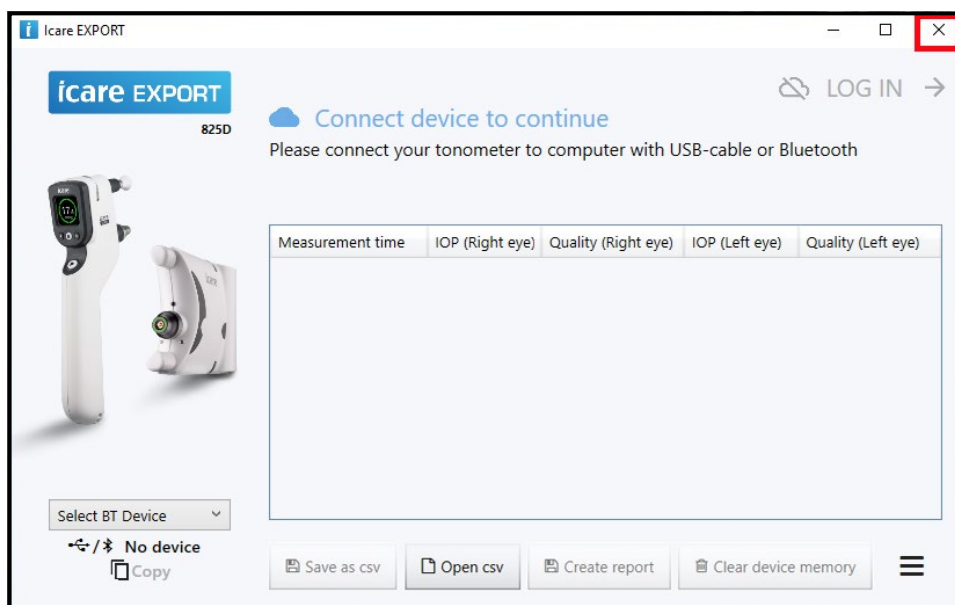 Icare EXPORT
icare EXPORT
825D
LOG IN
Connect device to continue
Please connect your tonometer to computer with USB-cable or Bluetooth
Measurement time IOP (Right eye) Quality (Right eye) IOP (Left eye) Quality (Left eye)
Select BT Device
/ No device
Copy
Save as csv Open csv Create report Clear device memory